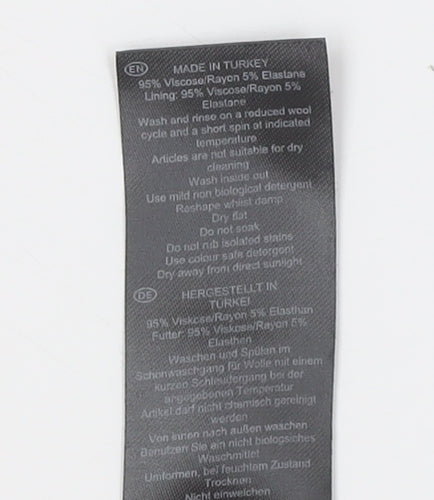 EN MADE IN TURKEY
95% Viscose/Rayon 5% Elastane
Lining: 95% Viscose/Rayon 5%
Elastane
Wash and rinse on a reduced wool
cycle and a short spin at indicated
temperature
Articles are not suitable for dry
cleaning
Wash inside out
Use mild non biological detergent
Reshape whilst damp
Dry flat
Do not soak
Do not rub isolated stains
Use colour safe detergent
Dry away from direct sunlight
DE HERGESTELLT IN
TURKEI
95% Viskose/Rayon 5% Elasthan
Futter: 95% Viskose/Rayon 5%
Elasthan
Waschen und Spülen im
Schonwaschgang für Wolle mit einem
kurzen Schleudergang bei der
angegebenen Temperatur
Artikel darf nicht chemisch gereinigt
werden
Von innen nach außen waschen
Benutzen Sie ein nicht biologisches
Waschmittel
Umformen, bei feuchtem Zustand
Trocknen
Nicht einweichen